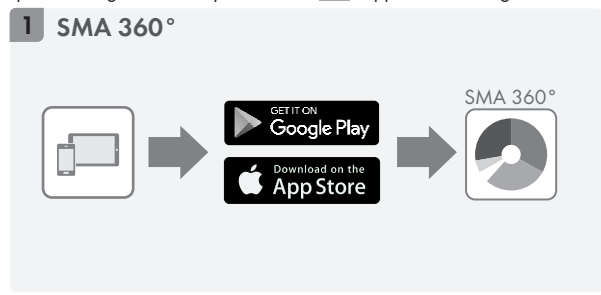 1 SMA 360°
SMA 360°
GET IT ON
Google Play
Download on the
App Store